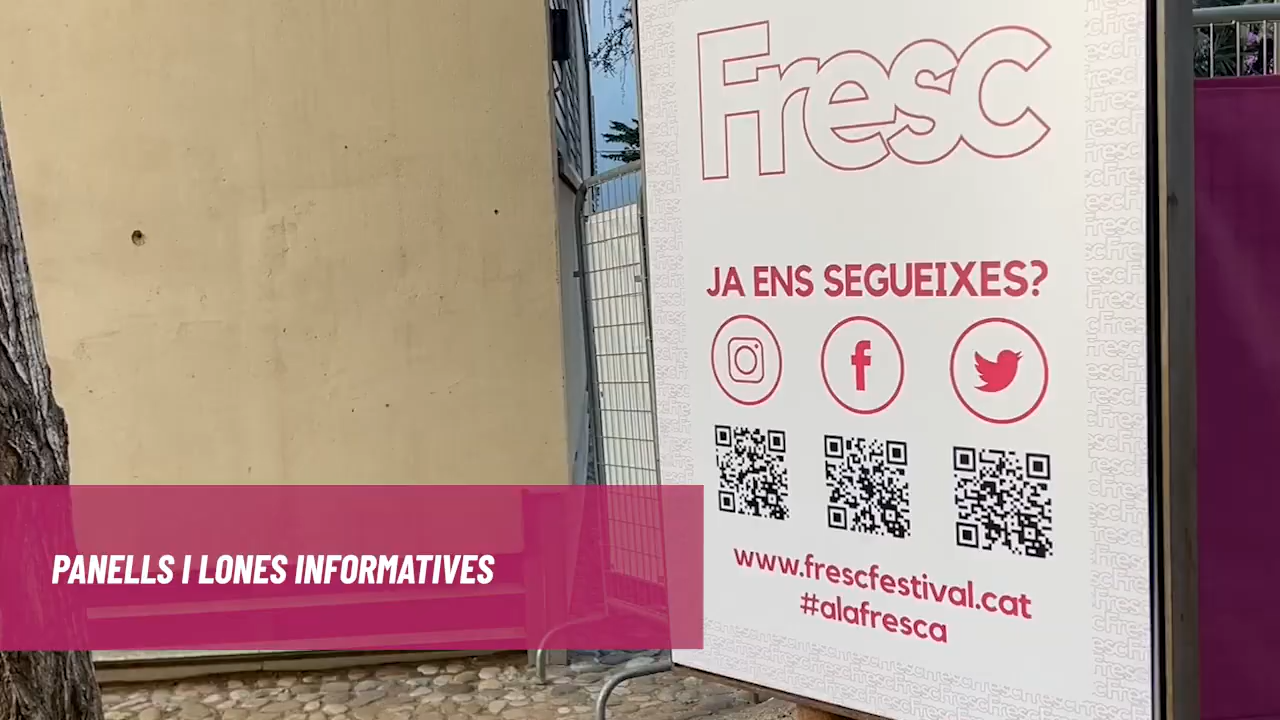 Fresc
JA ENS SEGUEIXES?
www.frescfestival.cat
#alafresca
PANELLS I LONES INFORMATIVES